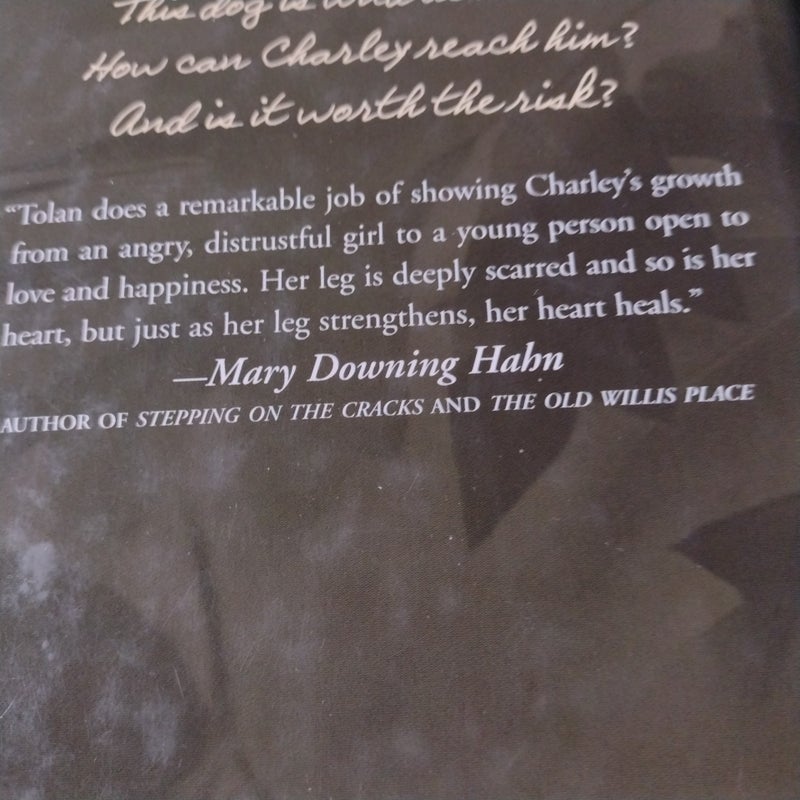 This dog is
How can Charley reach him?
And is it worth the risk?
“Tolan does a remarkable job of showing Charley’s growth
from an angry, distrustful girl to a young person open to
love and happiness. Her leg is deeply scarred and so is her
heart, but just as her leg strengthens, her heart heals.”
—Mary Downing Hahn
AUTHOR OF STEPPING ON THE CRACKS AND THE OLD WILLIS PLACE